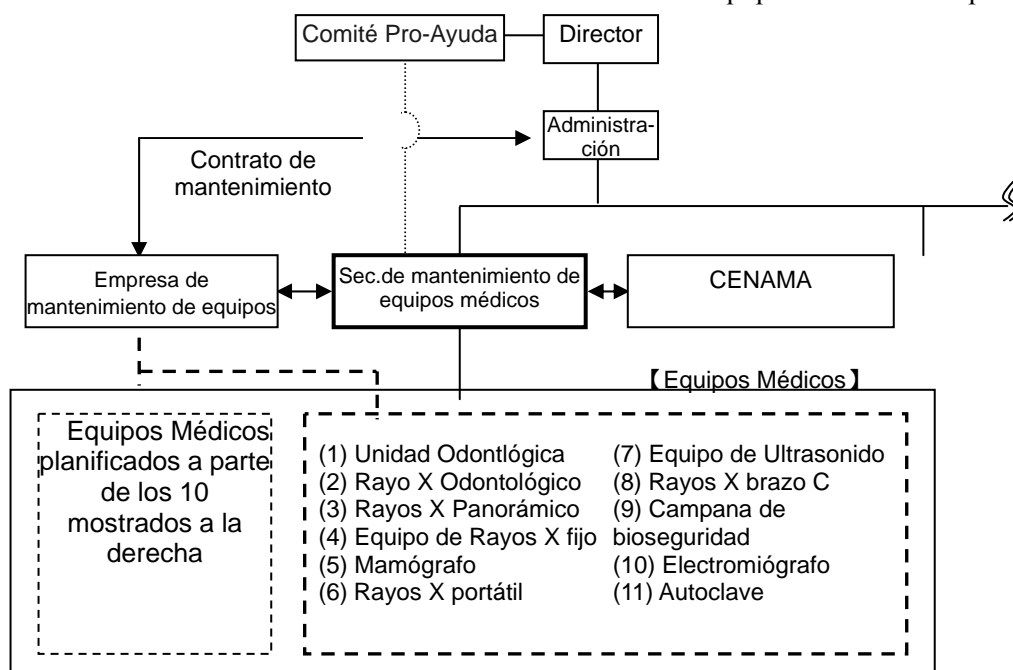 Comité Pro-Ayuda
Director
Administra-
ción
Contrato de
mantenimiento
Empresa de
mantenimiento de equipos
Sec.de mantenimiento de
equipos médicos
CENAMA
【Equipos Médicos】
Equipos Médicos
planificados a parte
de los 10
mostrados a la
derecha
(1) Unidad Odontlógica
(2) Rayo X Odontológico
(3) Rayos X Panorámico
(4) Equipo de Rayos X fijo
(5) Mamógrafo
(6) Rayos X portátil
(7) Equipo de Ultrasonido
(8) Rayos X brazo C
(9) Campana de
bioseguridad
(10) Electromiógrafo
(11) Autoclave